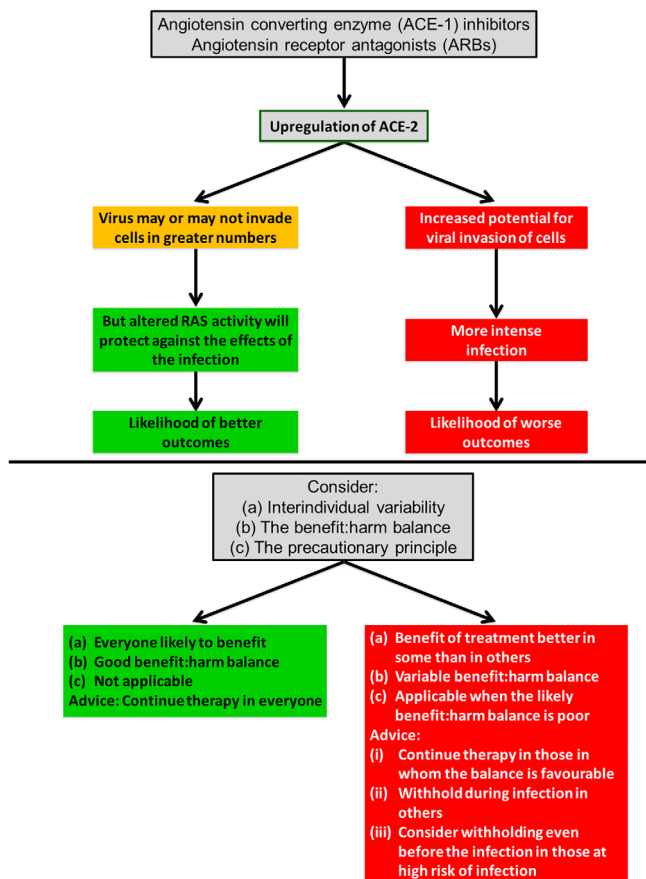 Angiotensin converting enzyme (ACE-1) inhibitors
Angiotensin receptor antagonists (ARBs)
Upregulation of ACE-2
Virus may or may not invade
cells in greater numbers
Increased potential for
viral invasion of cells
But altered RAS activity will
protect against the effects of
the infection
More intense
infection
Likelihood of better
outcomes
Likelihood of worse
outcomes
Consider:
(a) Interindividual variability
(b) The benefit:harm balance
(c) The precautionary principle
(a) Everyone likely to benefit
(b) Good benefit:harm balance
(c) Not applicable
Advice: Continue therapy in everyone
(a) Benefit of treatment better in
some than in others
(b) Variable benefit:harm balance
(c) Applicable when the likely
benefit:harm balance is poor
Advice:
(i) Continue therapy in those in
whom the balance is favourable
(ii) Withhold during infection in
others
(iii) Consider withholding even
before the infection in those at
high risk of infection